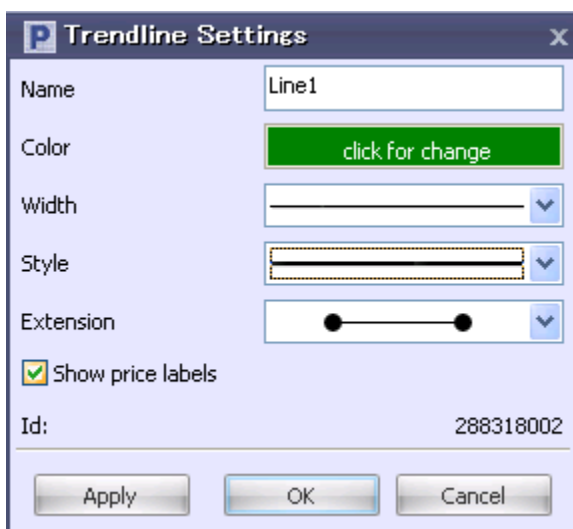 P Trendline Settings x
Name Line1
Color click for change
Width
Style
Extension
Show price labels
Id: 288318002
Apply OK Cancel